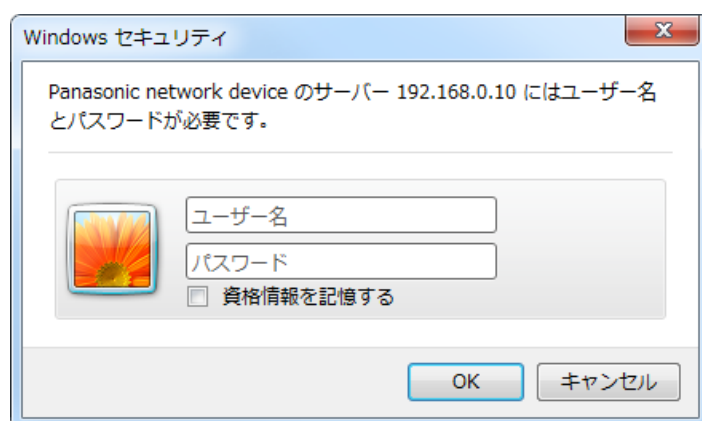 Windows セキュリティ
Panasonic network device のサーバー 192.168.0.10 にはユーザー名
とパスワードが必要です。
ユーザー名
パスワード
資格情報を記憶する
OK キャンセル